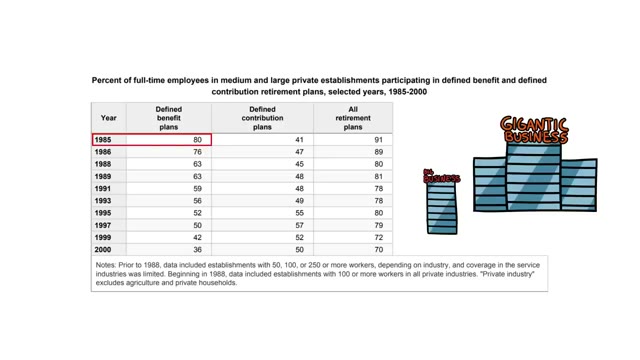 Percent of full-time employees in medium and large private establishments participating in defined benefit and defined
contribution retirement plans, selected years, 1985-2000
Year Defined benefit plans Defined contribution plans All retirement plans
1985 80 41 91
1986 76 47 89
1988 63 45 80
1989 63 48 81
1991 59 48 78
1993 56 49 78
1995 52 55 80
1997 50 57 79
1999 42 52 72
2000 36 50 70
Notes: Prior to 1988, data included establishments with 50, 100, or 250 or more workers, depending on industry, and coverage in the service
industries was limited. Beginning in 1988, data included establishments with 100 or more workers in all private industries. "Private industry"
excludes agriculture and private households.
BUSINESS
GIGANTIC
BUSINESS